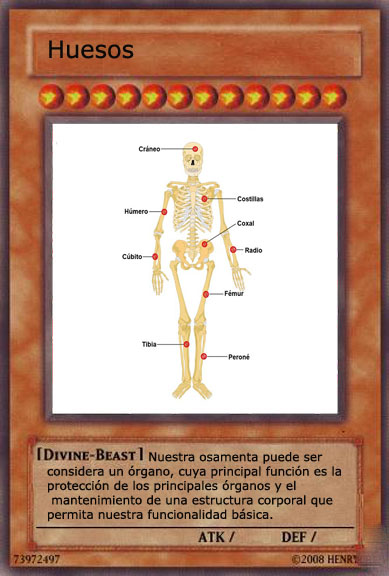 Huesos
Cráneo
Costillas
Húmero
Coxal
Radio
Cúbito
Fémur
Tibia
Peroné
[DIVINE-BEAST] Nuestra osamenta puede ser
considera un órgano, cuya principal función es la
protección de los principales órganos y el
mantenimiento de una estructura corporal que
permita nuestra funcionalidad básica.
ATK / DEF /
73972497 ©2008 HENRY